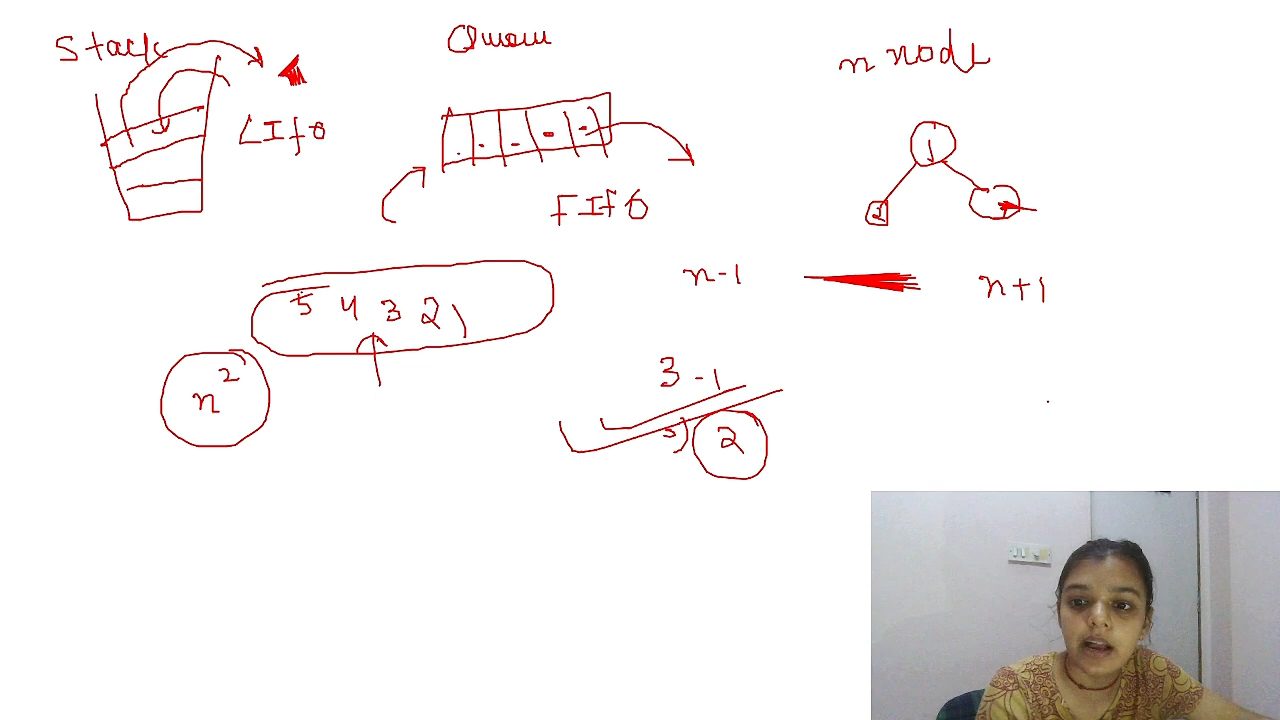 Stack
Queue
n node
LIFO
FIFO
1
2
n-1
n+1
5 4 3 2 1
n²
3 - 1
2